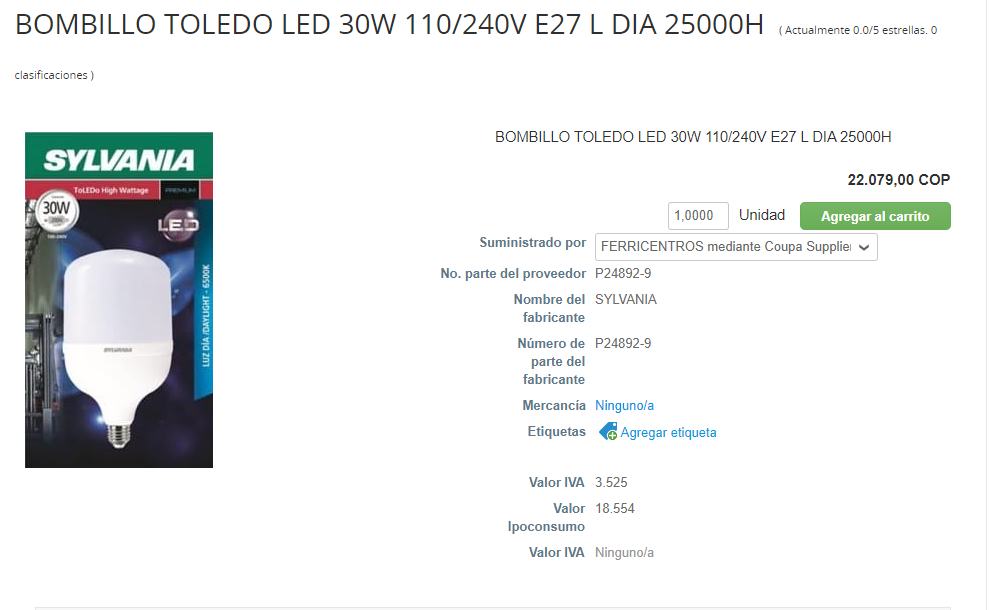 BOMBILLO TOLEDO LED 30W 110/240V E27 L DIA 25000H ( Actualmente 0.0/5 estrellas. 0
clasificaciones )
SYLVANIA
ToLEDo High Wattage PREMIUM
30W
100-240V
LED
LUZ DÍA /DAYLIGHT - 6500K
SYLVANIA
BOMBILLO TOLEDO LED 30W 110/240V E27 L DIA 25000H
22.079,00 COP
1,0000 Unidad Agregar al carrito
Suministrado por FERRICENTROS mediante Coupa Supplier
No. parte del proveedor P24892-9
Nombre del SYLVANIA
fabricante
Número de P24892-9
parte del
fabricante
Mercancía Ninguno/a
Etiquetas Agregar etiqueta
Valor IVA 3.525
Valor 18.554
Ipoconsumo
Valor IVA Ninguno/a